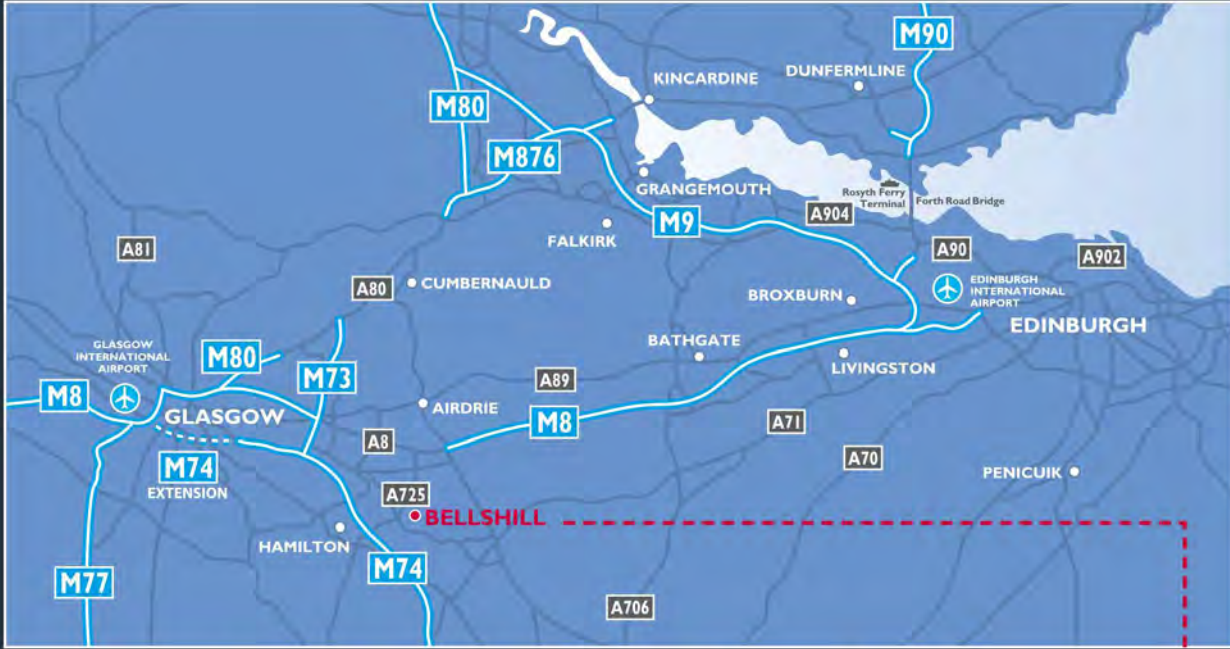 M90
DUNFERMLINE
KINCARDINE
M80
M876
GRANGEMOUTH
Rosyth Ferry
Terminal
Forth Road Bridge
A904
M9
FALKIRK
A81
A90
A902
A80
CUMBERNAULD
EDINBURGH
INTERNATIONAL
AIRPORT
BROXBURN
EDINBURGH
GLASGOW
INTERNATIONAL
AIRPORT
M80
BATHGATE
LIVINGSTON
M73
A89
M8
AIRDRIE
GLASGOW
M8
A71
A8
A70
M74
EXTENSION
PENICUIK
A725
BELLSHILL
HAMILTON
M74
M77
A706